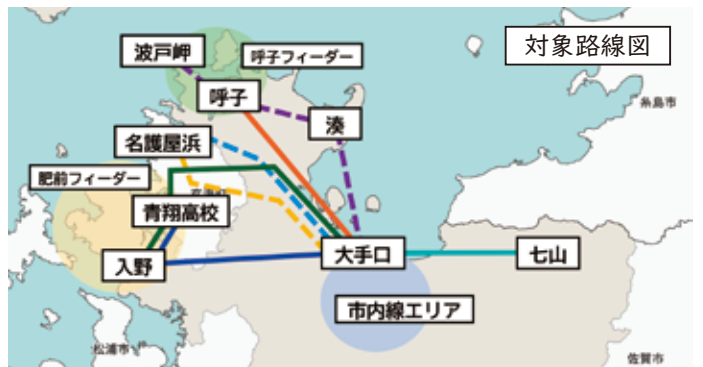 対象路線図
波戸岬
呼子フィーダー
呼子
湊
糸島市
名護屋浜
肥前フィーダー
青翔高校
入野
大手口
七山
市内線エリア
松浦市
佐賀市